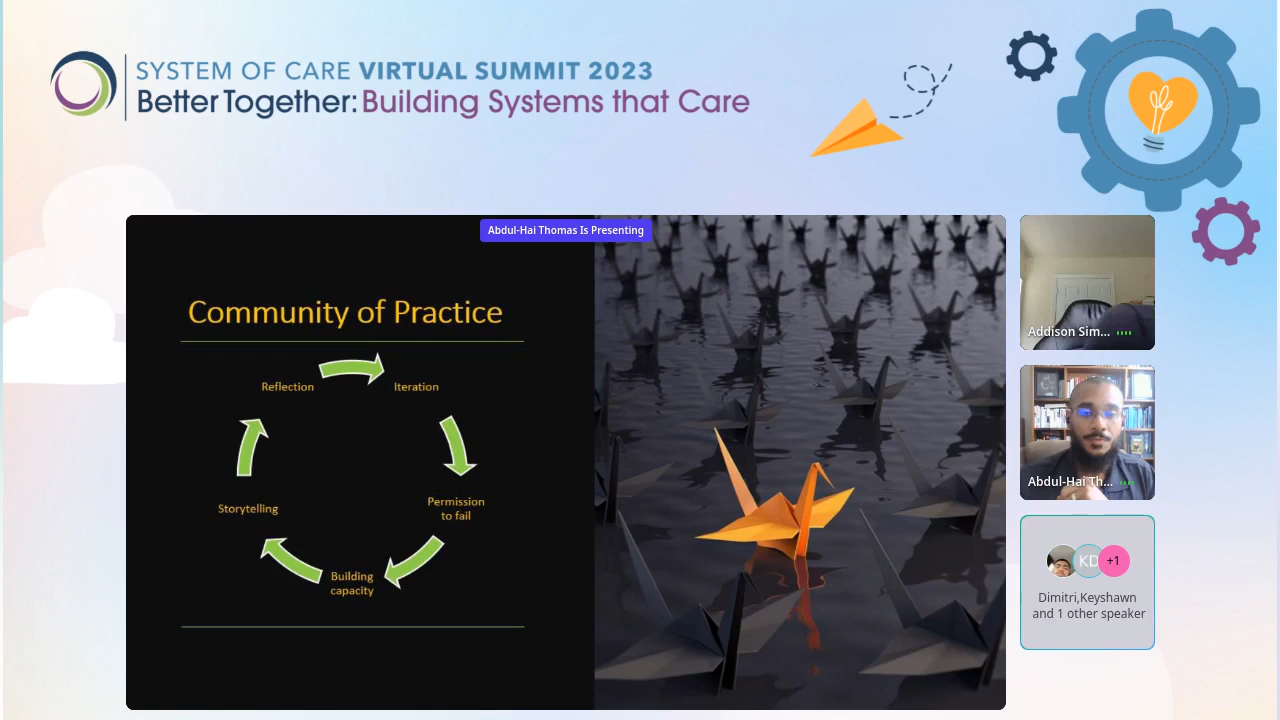 SYSTEM OF CARE VIRTUAL SUMMIT 2023
Better Together: Building Systems that Care
Abdul-Hai Thomas Is Presenting
Community of Practice
Reflection
Iteration
Permission
to fail
Storytelling
Building
capacity
Addison Sim...
Abdul-Hai Th...
KD
+1
Dimitri,Keyshawn
and 1 other speaker